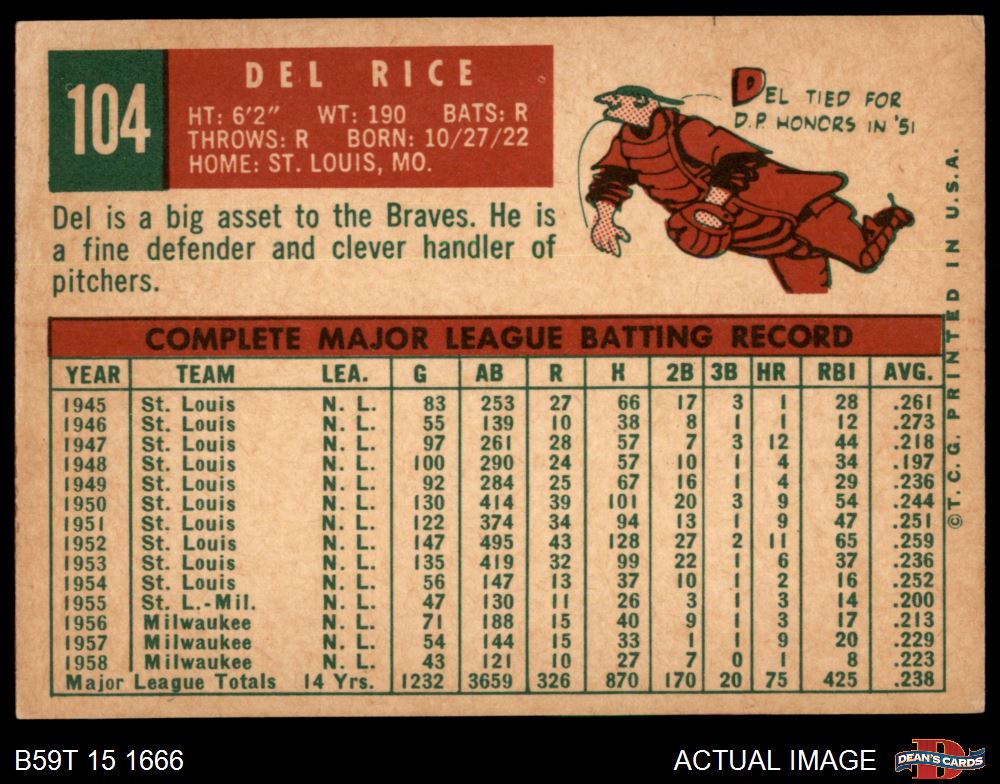 104
DEL RICE
HT: 6'2" WT: 190 BATS: R
THROWS: R BORN: 10/27/22
HOME: ST. LOUIS, MO.
DEL TIED FOR
D.P. HONORS IN '51
Del is a big asset to the Braves. He is
a fine defender and clever handler of
pitchers.
COMPLETE MAJOR LEAGUE BATTING RECORD
YEAR TEAM LEA. G AB R H 2B 3B HR RBI AVG.
1945 St. Louis N. L. 83 253 27 66 17 3 1 28 .261
1946 St. Louis N. L. 55 139 10 38 8 1 1 12 .273
1947 St. Louis N. L. 97 261 28 57 7 3 12 44 .218
1948 St. Louis N. L. 100 290 24 57 10 1 4 34 .197
1949 St. Louis N. L. 92 284 25 67 16 1 4 29 .236
1950 St. Louis N. L. 130 414 39 101 20 3 9 54 .244
1951 St. Louis N. L. 122 374 34 94 13 1 9 47 .251
1952 St. Louis N. L. 147 495 43 128 27 2 11 65 .259
1953 St. Louis N. L. 135 419 32 99 22 1 6 37 .236
1954 St. Louis N. L. 56 147 13 37 10 1 2 16 .252
1955 St. L.-Mil. N. L. 47 130 11 26 3 1 3 14 .200
1956 Milwaukee N. L. 71 188 15 40 9 1 3 17 .213
1957 Milwaukee N. L. 54 144 15 33 1 1 9 20 .229
1958 Milwaukee N. L. 43 121 10 27 7 0 1 8 .223
Major League Totals 14 Yrs. 1232 3659 326 870 170 20 75 425 .238
©T.C.G. PRINTED IN U.S.A.
B59T 15 1666
ACTUAL IMAGE
DEAN'S CARDS